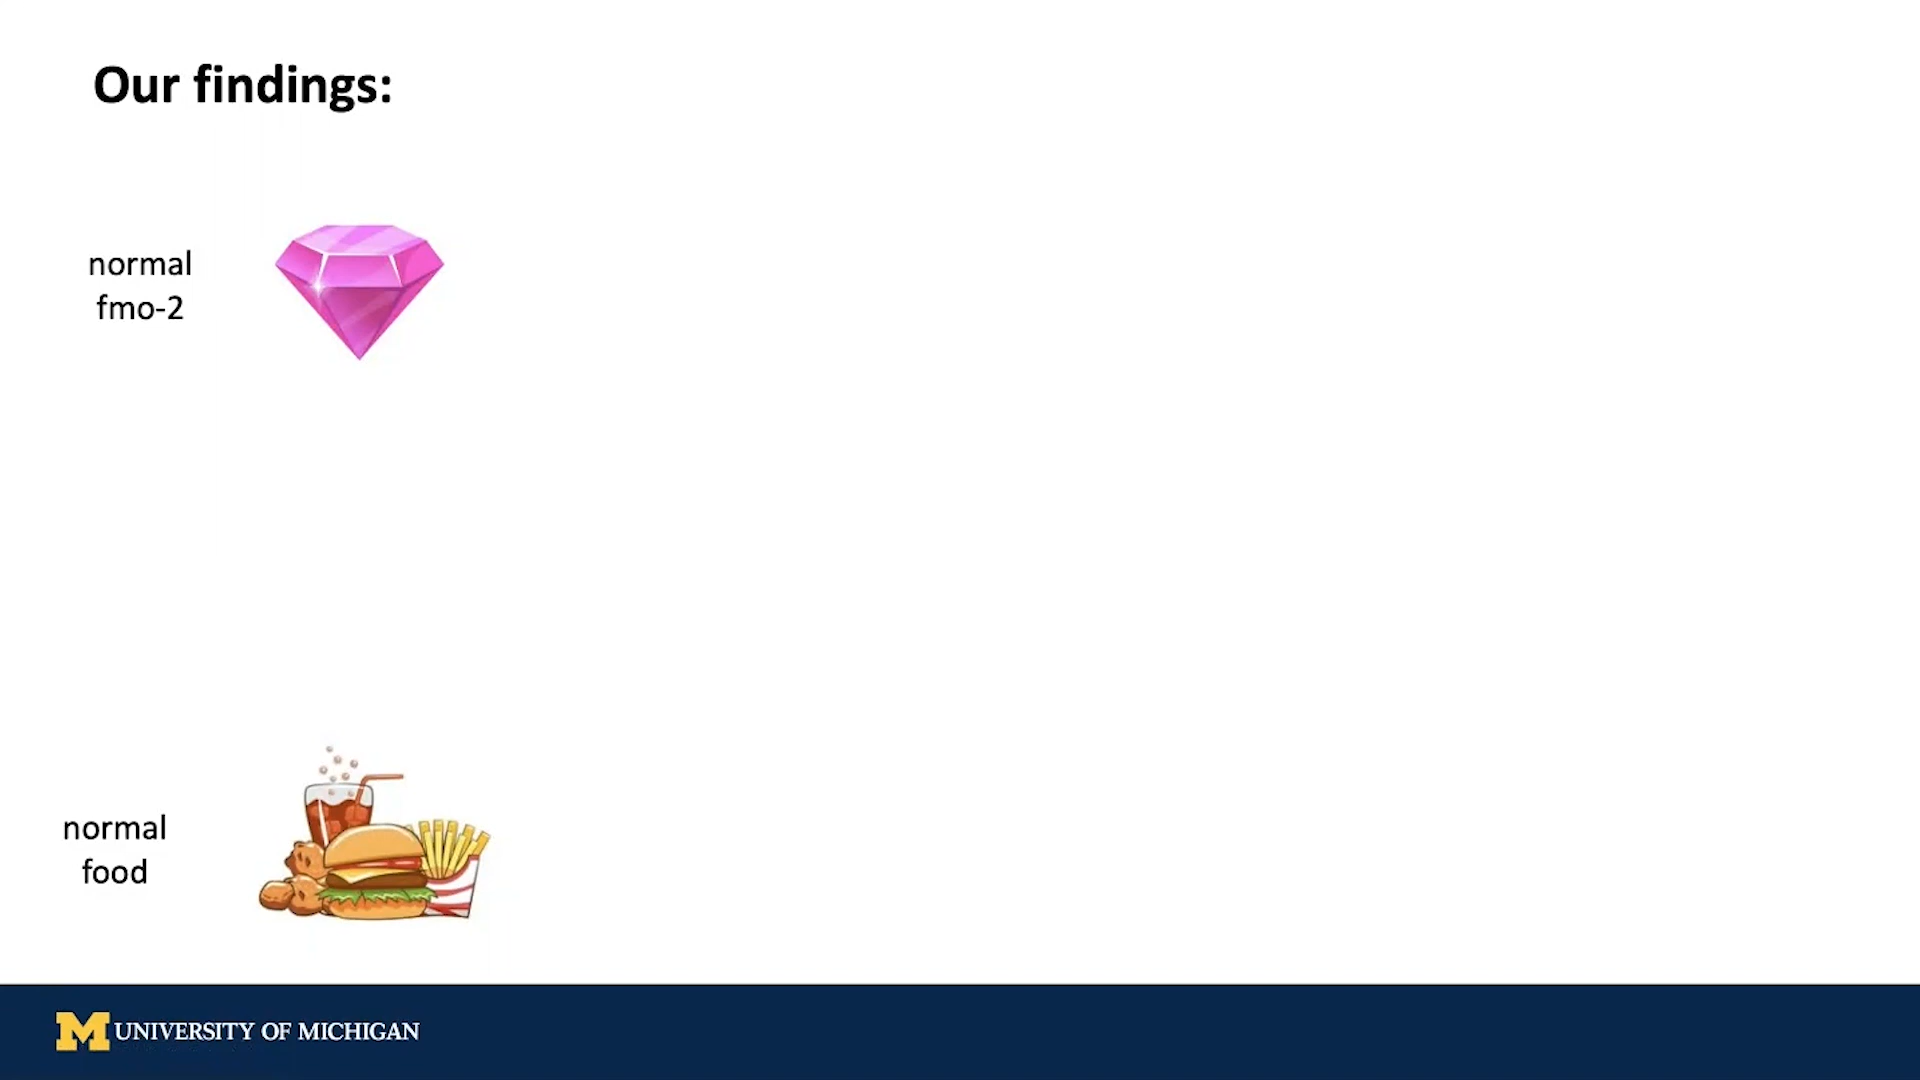 Our findings:
normal
fmo-2
normal
food
M UNIVERSITY OF MICHIGAN